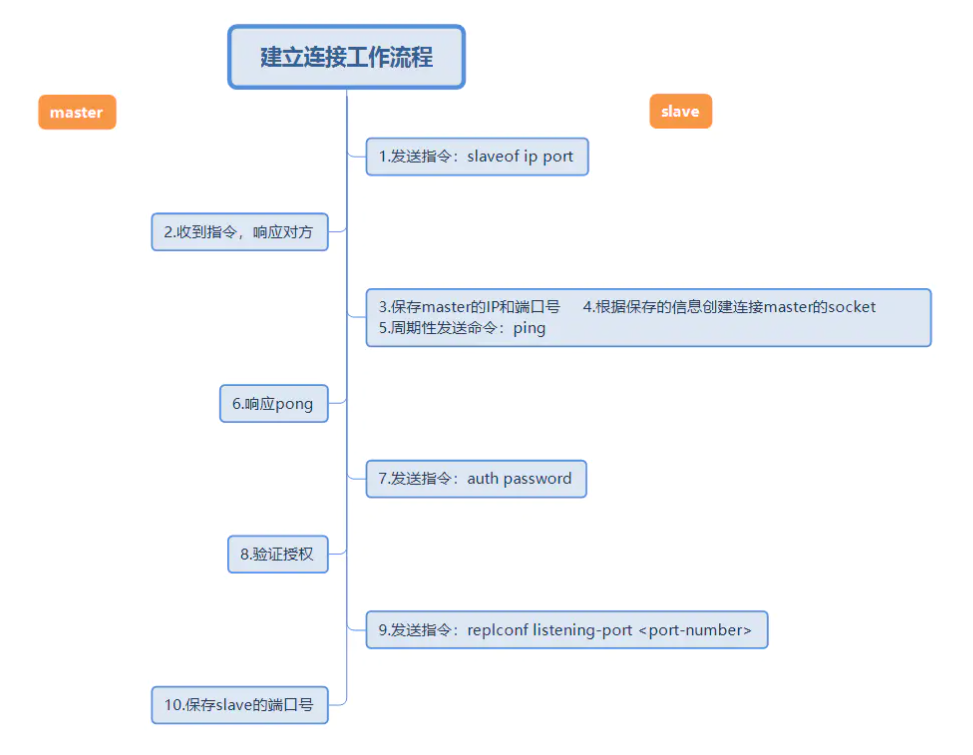 建立连接工作流程
master
slave
1.发送指令：slaveof ip port
2.收到指令，响应对方
3.保存master的IP和端口号 4.根据保存的信息创建连接master的socket
5.周期性发送命令：ping
6.响应pong
7.发送指令：auth password
8.验证授权
9.发送指令：replconf listening-port <port-number>
10.保存slave的端口号